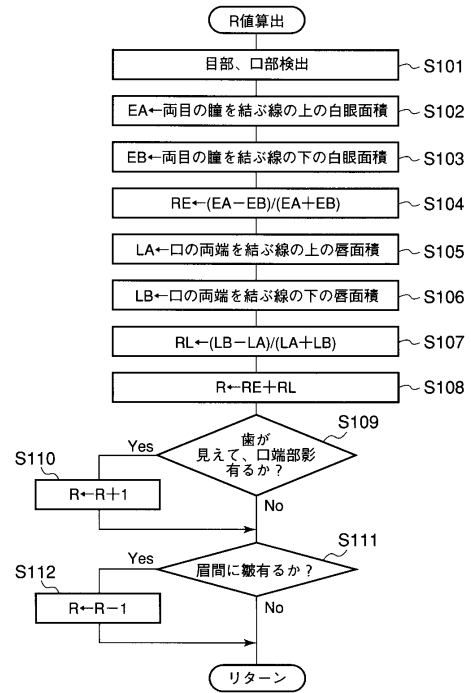 R値算出
目部、口部検出
S101
EA←両目の瞳を結ぶ線の上の白眼面積
S102
EB←両目の瞳を結ぶ線の下の白眼面積
S103
RE←(EA−EB)/(EA+EB)
S104
LA←口の両端を結ぶ線の上の唇面積
S105
LB←口の両端を結ぶ線の下の唇面積
S106
RL←(LB−LA)/(LA+LB)
S107
R←RE+RL
S108
S109
歯が
見えて、口端部影
有るか？
Yes
S110
R←R+1
No
S111
眉間に皺有るか？
Yes
S112
R←R−1
No
リターン